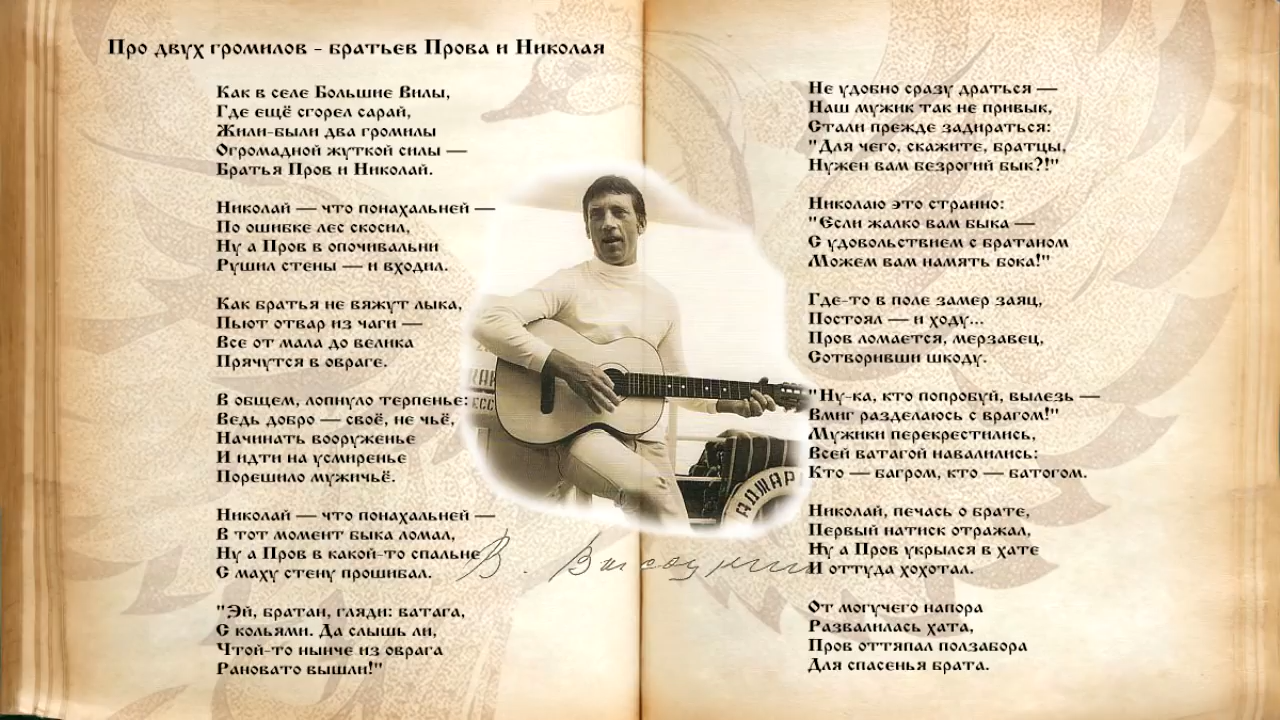 Про двух громилов - братьев Прова и Николая
Как в селе Большие Вилы,
Где ещё сгорел сарай,
Жили-были два громилы
Огромадной жуткой силы —
Братья Пров и Николай.
Николай — что понахальней —
По ошибке лес скосил,
Ну а Пров в опочивальни
Рушил стены — и входил.
Как братья не вяжут лыка,
Пьют отвар из чаги —
Все от мала до велика
Прячутся в овраге.
В общем, лопнуло терпенье:
Ведь добро — своё, не чьё,
Начинать вооруженье
И идти на усмиренье
Порешило мужичьё.
Николай — что понахальней —
В тот момент быка ломал,
Ну а Пров в какой-то спальне
С маху стену прошибал.
"Эй, братан, гляди: ватага,
С кольями. Да слышь ли,
Чтой-то нынче из оврага
Рановато вышли!"
Не удобно сразу драться —
Наш мужик так не привык,
Стали прежде задираться:
"Для чего, скажите, братцы,
Нужен вам безрогий бык?!"
Николаю это странно:
"Если жалко вам быка —
С удовольствием с братаном
Можем вам намять бока!"
Где-то в поле замер заяц,
Постоял — и ходу...
Пров ломается, мерзавец,
Сотворивши шкоду.
"Ну-ка, кто попробуй, вылезь —
Вмиг разделаюсь с врагом!"
Мужики перекрестились,
Всей ватагой навалились:
Кто — багром, кто — батогом.
Николай, печась о брате,
Первый натиск отражал,
Ну а Пров укрылся в хате
И оттуда хохотал.
От могучего напора
Развалилась хата,
Пров оттяпал ползабора
Для спасенья брата.
В. Высоцкий